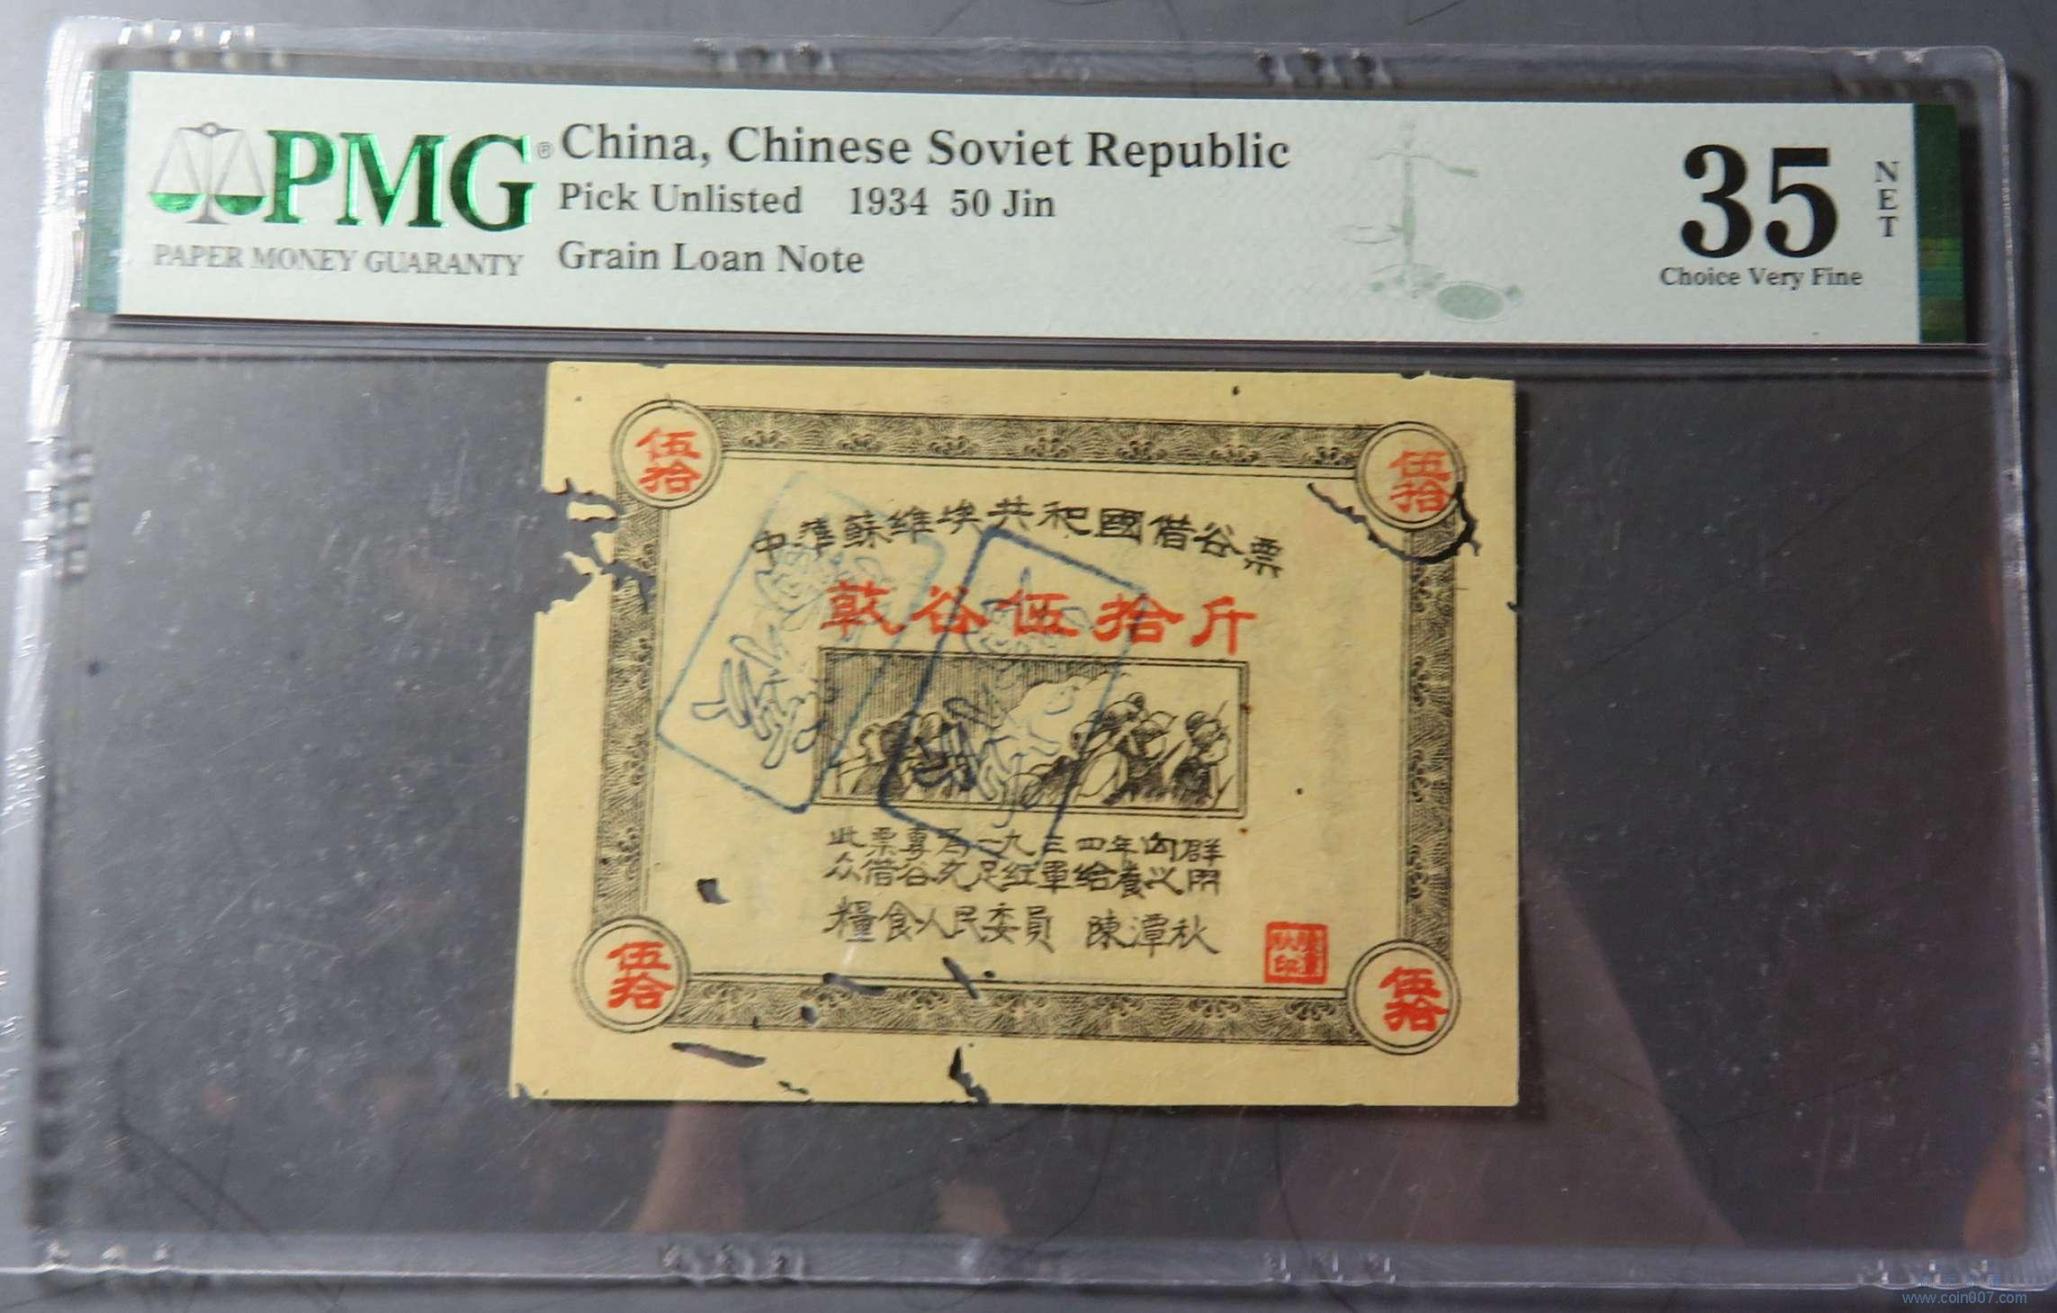 PMG®
PAPER MONEY GUARANTY
China, Chinese Soviet Republic
Pick Unlisted 1934 50 Jin
Grain Loan Note
35
NET
Choice Very Fine
伍拾
伍拾
中華蘇維埃共和國借谷票
乾谷伍拾斤
此票專為一九三四年向群
众借谷充足红軍給養之用
糧食人民委員 陳潭秋
伍拾
伍拾
www.coin007.com